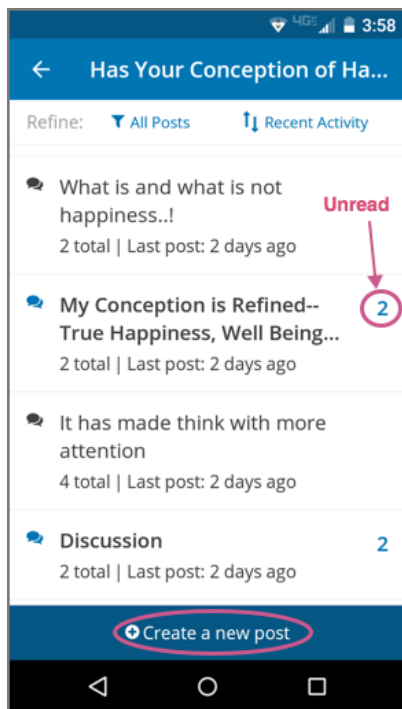 4G 3:58
Has Your Conception of Ha...
Refine: All Posts Recent Activity
What is and what is not
happiness..!
Unread
2 total | Last post: 2 days ago
My Conception is Refined-- 2
True Happiness, Well Being...
2 total | Last post: 2 days ago
It has made think with more
attention
4 total | Last post: 2 days ago
Discussion 2
2 total | Last post: 2 days ago
Create a new post